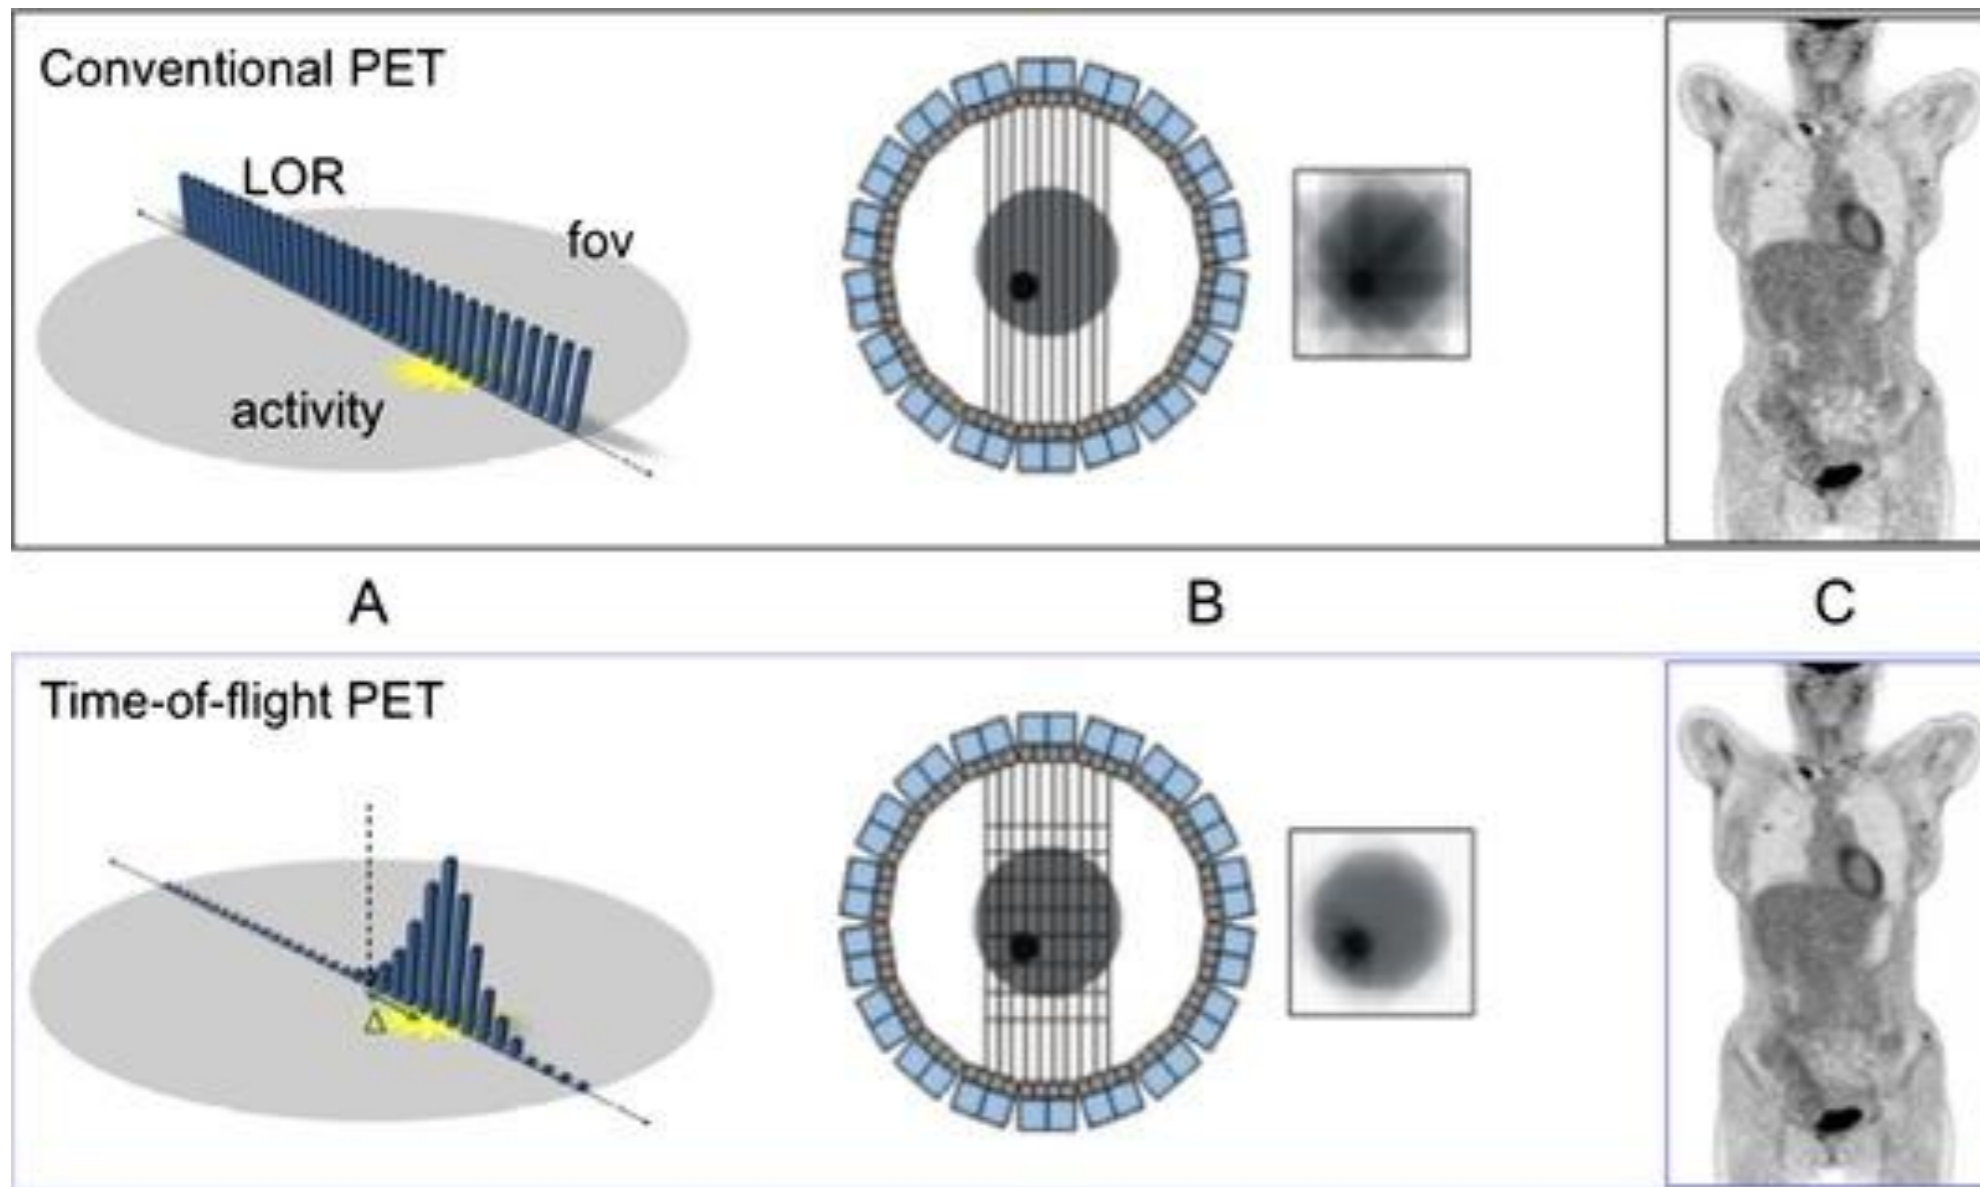 Conventional PET
LOR
fov
activity
A
B
C
Time-of-flight PET
Δ